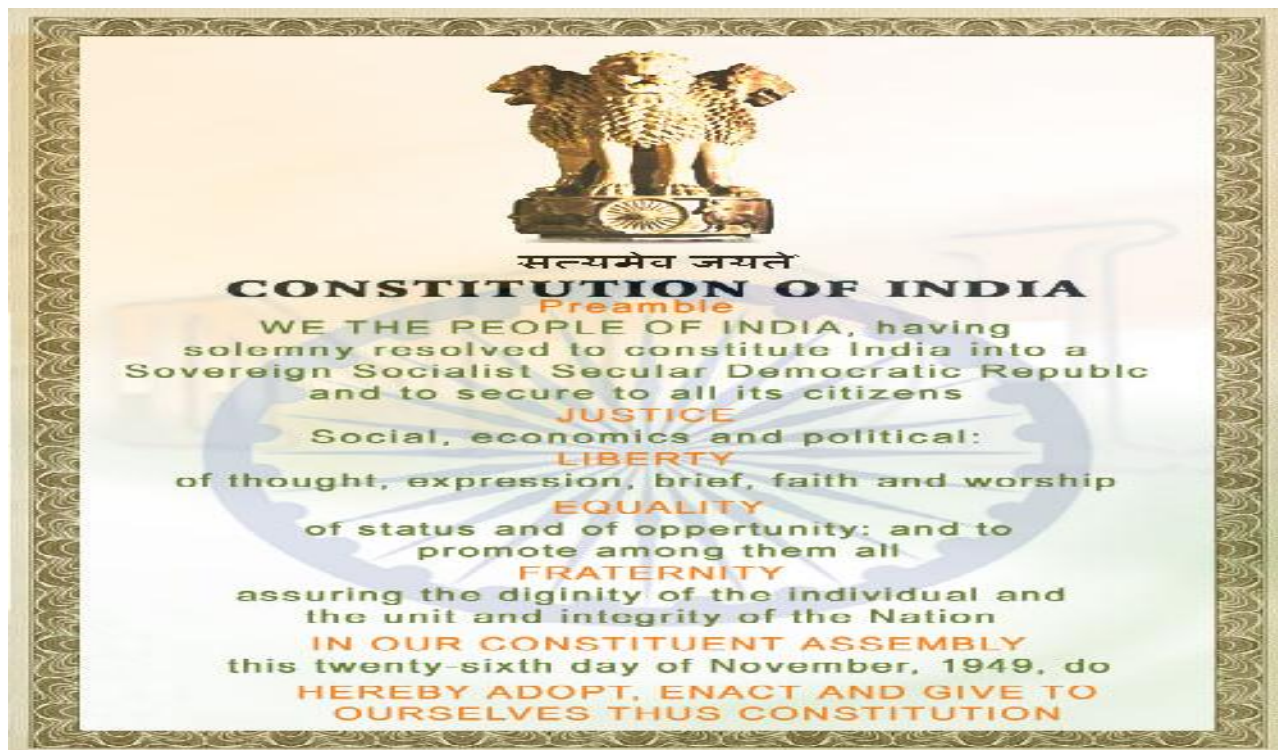 सत्यमेव जयते
CONSTITUTION OF INDIA
Preamble
WE THE PEOPLE OF INDIA, having
solemny resolved to constitute India into a
Sovereign Socialist Secular Democratic Republc
and to secure to all its citizens
JUSTICE
Social, economics and political:
LIBERTY
of thought, expression, brief, faith and worship
EQUALITY
of status and of oppertunity: and to
promote among them all
FRATERNITY
assuring the diginity of the individual and
the unit and integrity of the Nation
IN OUR CONSTITUENT ASSEMBLY
this twenty-sixth day of November, 1949, do
HEREBY ADOPT, ENACT AND GIVE TO
OURSELVES THUS CONSTITUTION